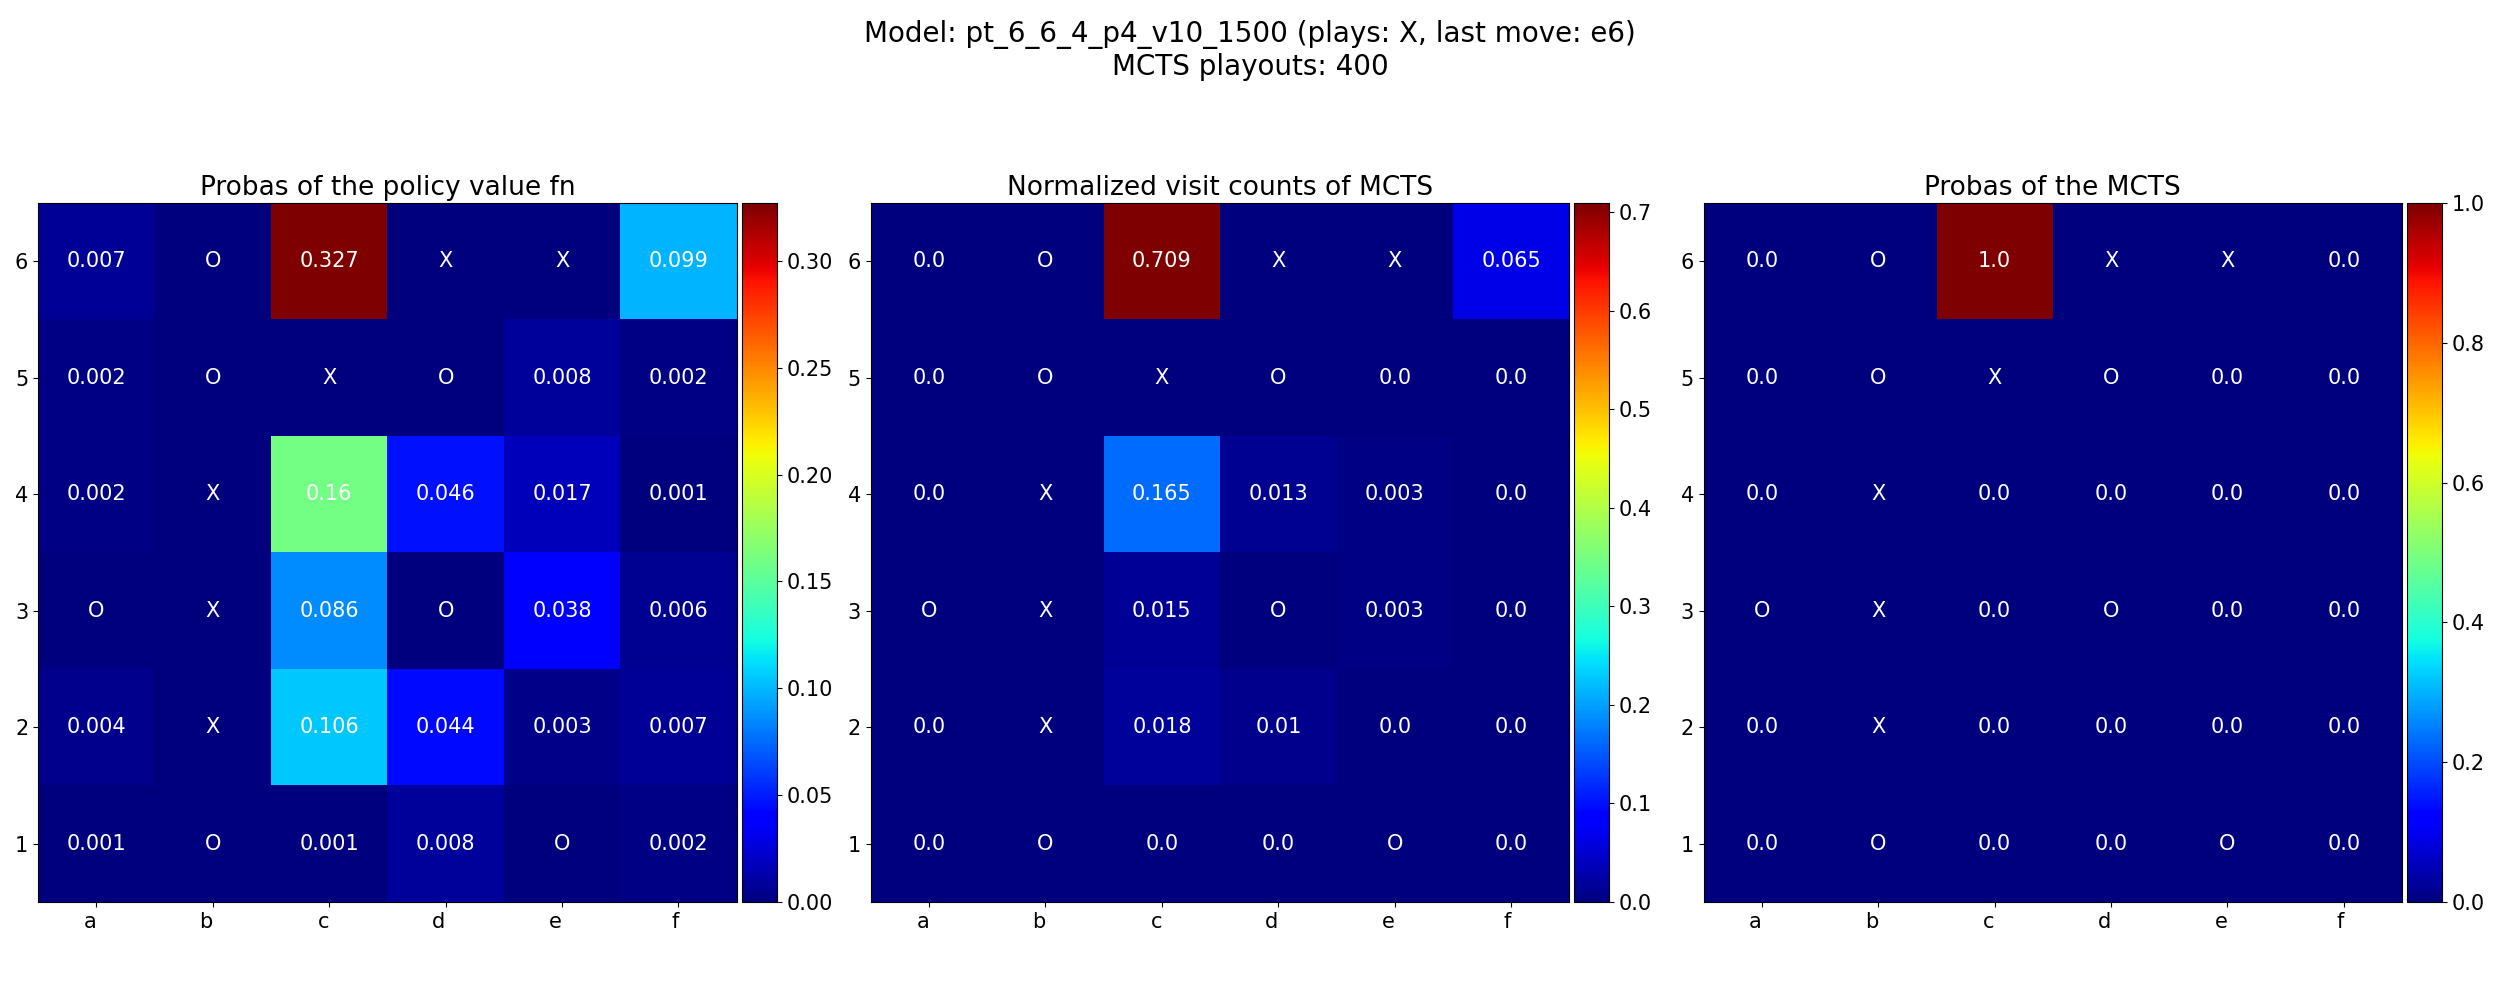 Model: pt_6_6_4_p4_v10_1500 (plays: X, last move: e6)
MCTS playouts: 400
Probas of the policy value fn
6 0.007 O 0.327 X X 0.099
5 0.002 O X O 0.008 0.002
4 0.002 X 0.16 0.046 0.017 0.001
3 O X 0.086 O 0.038 0.006
2 0.004 X 0.106 0.044 0.003 0.007
1 0.001 O 0.001 0.008 O 0.002
a b c d e f
0.30
0.25
0.20
0.15
0.10
0.05
0.00
Normalized visit counts of MCTS
6 0.0 O 0.709 X X 0.065
5 0.0 O X O 0.0 0.0
4 0.0 X 0.165 0.013 0.003 0.0
3 O X 0.015 O 0.003 0.0
2 0.0 X 0.018 0.01 0.0 0.0
1 0.0 O 0.0 0.0 O 0.0
a b c d e f
0.7
0.6
0.5
0.4
0.3
0.2
0.1
0.0
Probas of the MCTS
6 0.0 O 1.0 X X 0.0
5 0.0 O X O 0.0 0.0
4 0.0 X 0.0 0.0 0.0 0.0
3 O X 0.0 O 0.0 0.0
2 0.0 X 0.0 0.0 0.0 0.0
1 0.0 O 0.0 0.0 O 0.0
a b c d e f
1.0
0.8
0.6
0.4
0.2
0.0